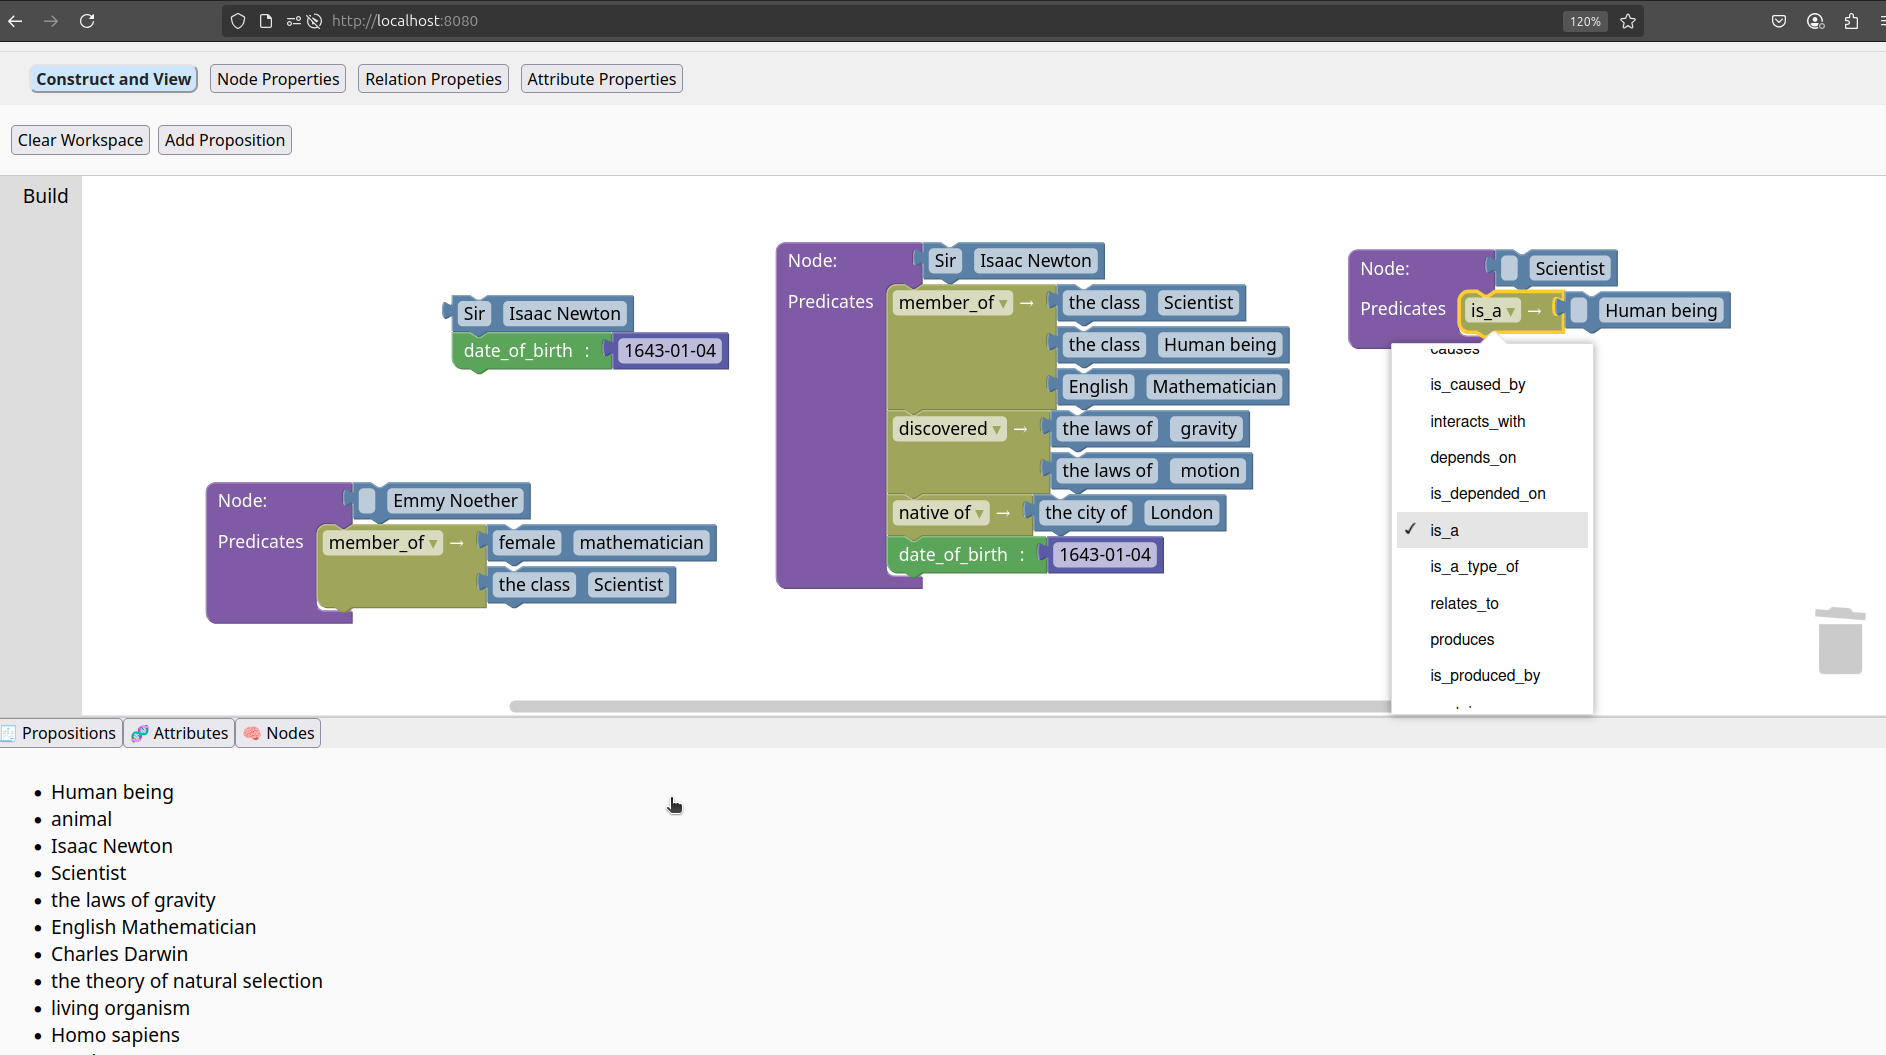 http://localhost:8080
120%
Construct and View
Node Properties
Relation Propeties
Attribute Properties
Clear Workspace
Add Proposition
Build
Sir Isaac Newton
date_of_birth : 1643-01-04
Node: Emmy Noether
Predicates member_of → female mathematician
the class Scientist
Node: Sir Isaac Newton
Predicates member_of → the class Scientist
the class Human being
English Mathematician
discovered → the laws of gravity
the laws of motion
native of → the city of London
date_of_birth : 1643-01-04
Node: Scientist
Predicates is_a → Human being
causes
is_caused_by
interacts_with
depends_on
is_depended_on
✓ is_a
is_a_type_of
relates_to
produces
is_produced_by
Propositions
Attributes
Nodes
• Human being
• animal
• Isaac Newton
• Scientist
• the laws of gravity
• English Mathematician
• Charles Darwin
• the theory of natural selection
• living organism
• Homo sapiens